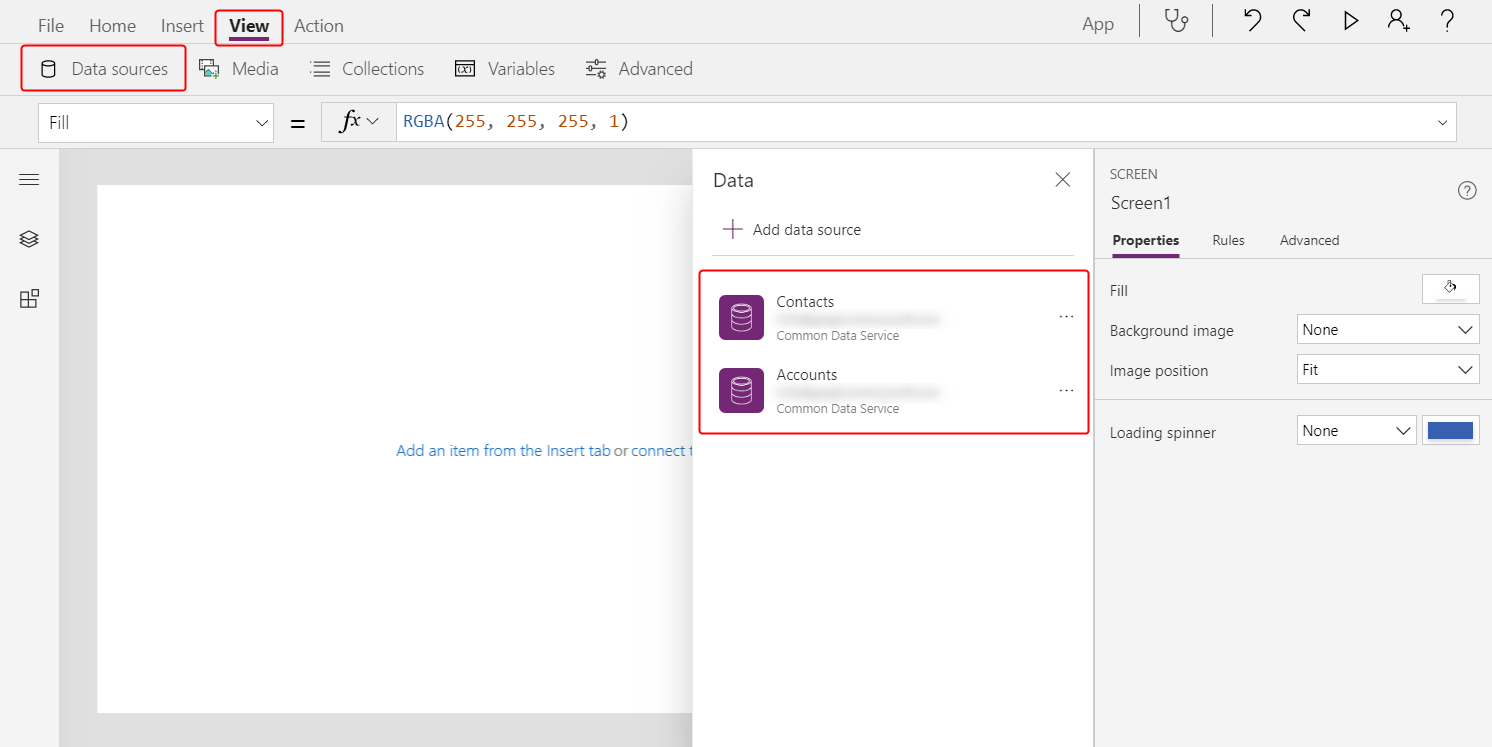 File Home Insert View Action App
Data sources Media Collections Variables Advanced
Fill = fx RGBA(255, 255, 255, 1)
Data
Add data source
Contacts
Common Data Service
Accounts
Common Data Service
Add an item from the Insert tab or connect t
SCREEN
Screen1
Properties Rules Advanced
Fill
Background image None
Image position Fit
Loading spinner None